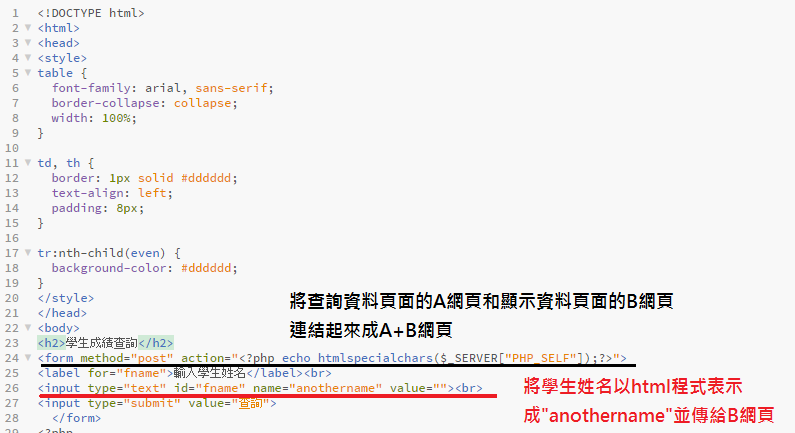 1 <!DOCTYPE html>
2 <html>
3 <head>
4 <style>
5 table {
6 font-family: arial, sans-serif;
7 border-collapse: collapse;
8 width: 100%;
9 }
10
11 td, th {
12 border: 1px solid #dddddd;
13 text-align: left;
14 padding: 8px;
15 }
16
17 tr:nth-child(even) {
18 background-color: #dddddd;
19 }
20 </style>
21 </head>
22 <body>
23 <h2>學生成績查詢</h2>
將查詢資料頁面的A網頁和顯示資料頁面的B網頁
連結起來成A+B網頁
24 <form method="post" action="<?php echo htmlspecialchars($_SERVER["PHP_SELF"]);?>">
25 <label for="fname">輸入學生姓名</label><br>
26 <input type="text" id="fname" name="anothername" value=""><br>
27 <input type="submit" value="查詢">
28 </form>
將學生姓名以html程式表示
成"anothername"並傳給B網頁
29 <?php